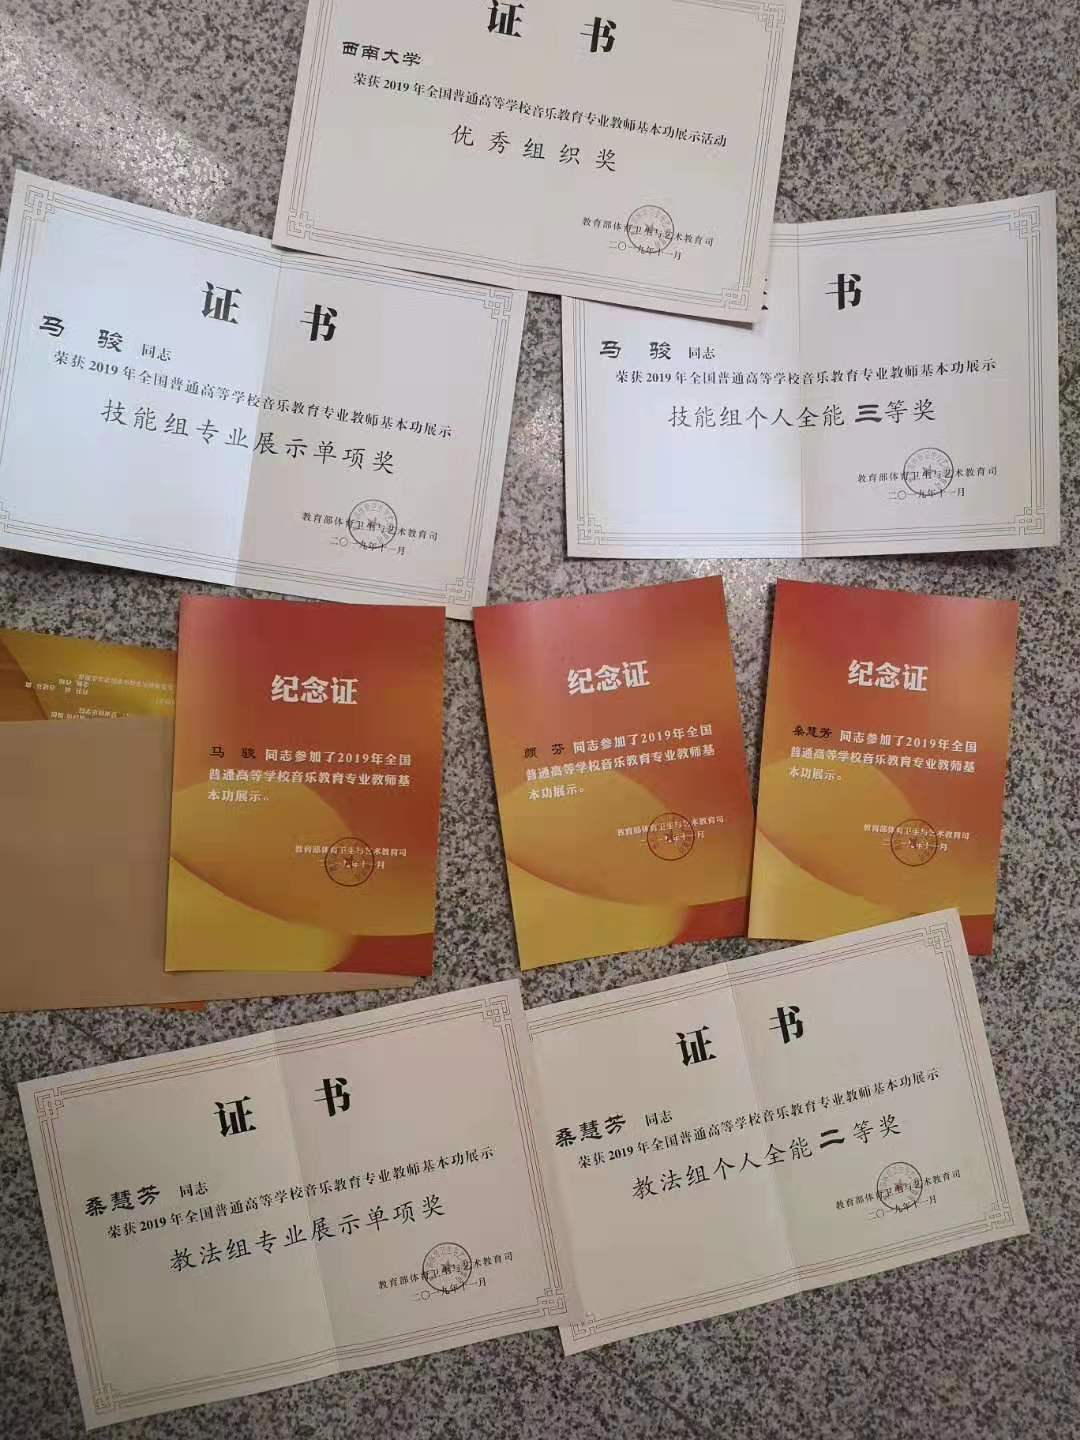 证 书
西南大学
荣获2019年全国普通高等学校音乐教育专业教师基本功展示活动
优秀组织奖
教育部体育卫生与艺术教育司
二〇一九年十一月
证 书
马 骏 同志
荣获2019年全国普通高等学校音乐教育专业教师基本功展示
技能组专业展示单项奖
教育部体育卫生与艺术教育司
二〇一九年十一月
书
马 骏 同志
荣获2019年全国普通高等学校音乐教育专业教师基本功展示
技能组个人全能三等奖
教育部体育卫生与艺术教育司
二〇一九年十一月
纪念证
马 骏 同志参加了2019年全国
普通高等学校音乐教育专业教师基
本功展示。
教育部体育卫生与艺术教育司
二〇一九年十一月
纪念证
颜 芬 同志参加了2019年全国
普通高等学校音乐教育专业教师基
本功展示。
教育部体育卫生与艺术教育司
二〇一九年十一月
纪念证
桑慧芳 同志参加了2019年全国
普通高等学校音乐教育专业教师基
本功展示。
教育部体育卫生与艺术教育司
二〇一九年十一月
证 书
桑慧芳 同志
荣获2019年全国普通高等学校音乐教育专业教师基本功展示
教法组专业展示单项奖
教育部体育卫生与艺术教育司
二〇一九年十一月
证 书
桑慧芳 同志
荣获2019年全国普通高等学校音乐教育专业教师基本功展示
教法组个人全能二等奖
教育部体育卫生与艺术教育司
二〇一九年十一月